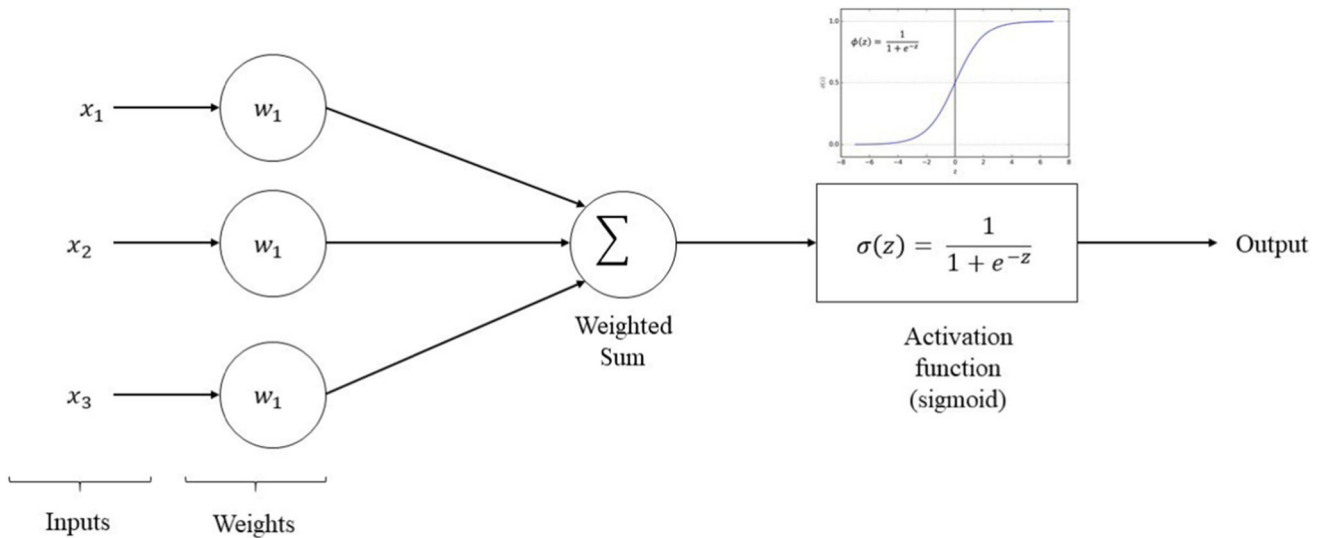 1.0
ϕ(z) = 1 / 1 + e^−z
0.5
0.0
−8 −6 −4 −2 0 2 4 6 8
z
x₁ w₁
x₂ w₁ ∑ σ(z) = 1 / 1 + e^−z Output
Weighted
Sum
Activation
function
(sigmoid)
x₃ w₁
Inputs Weights